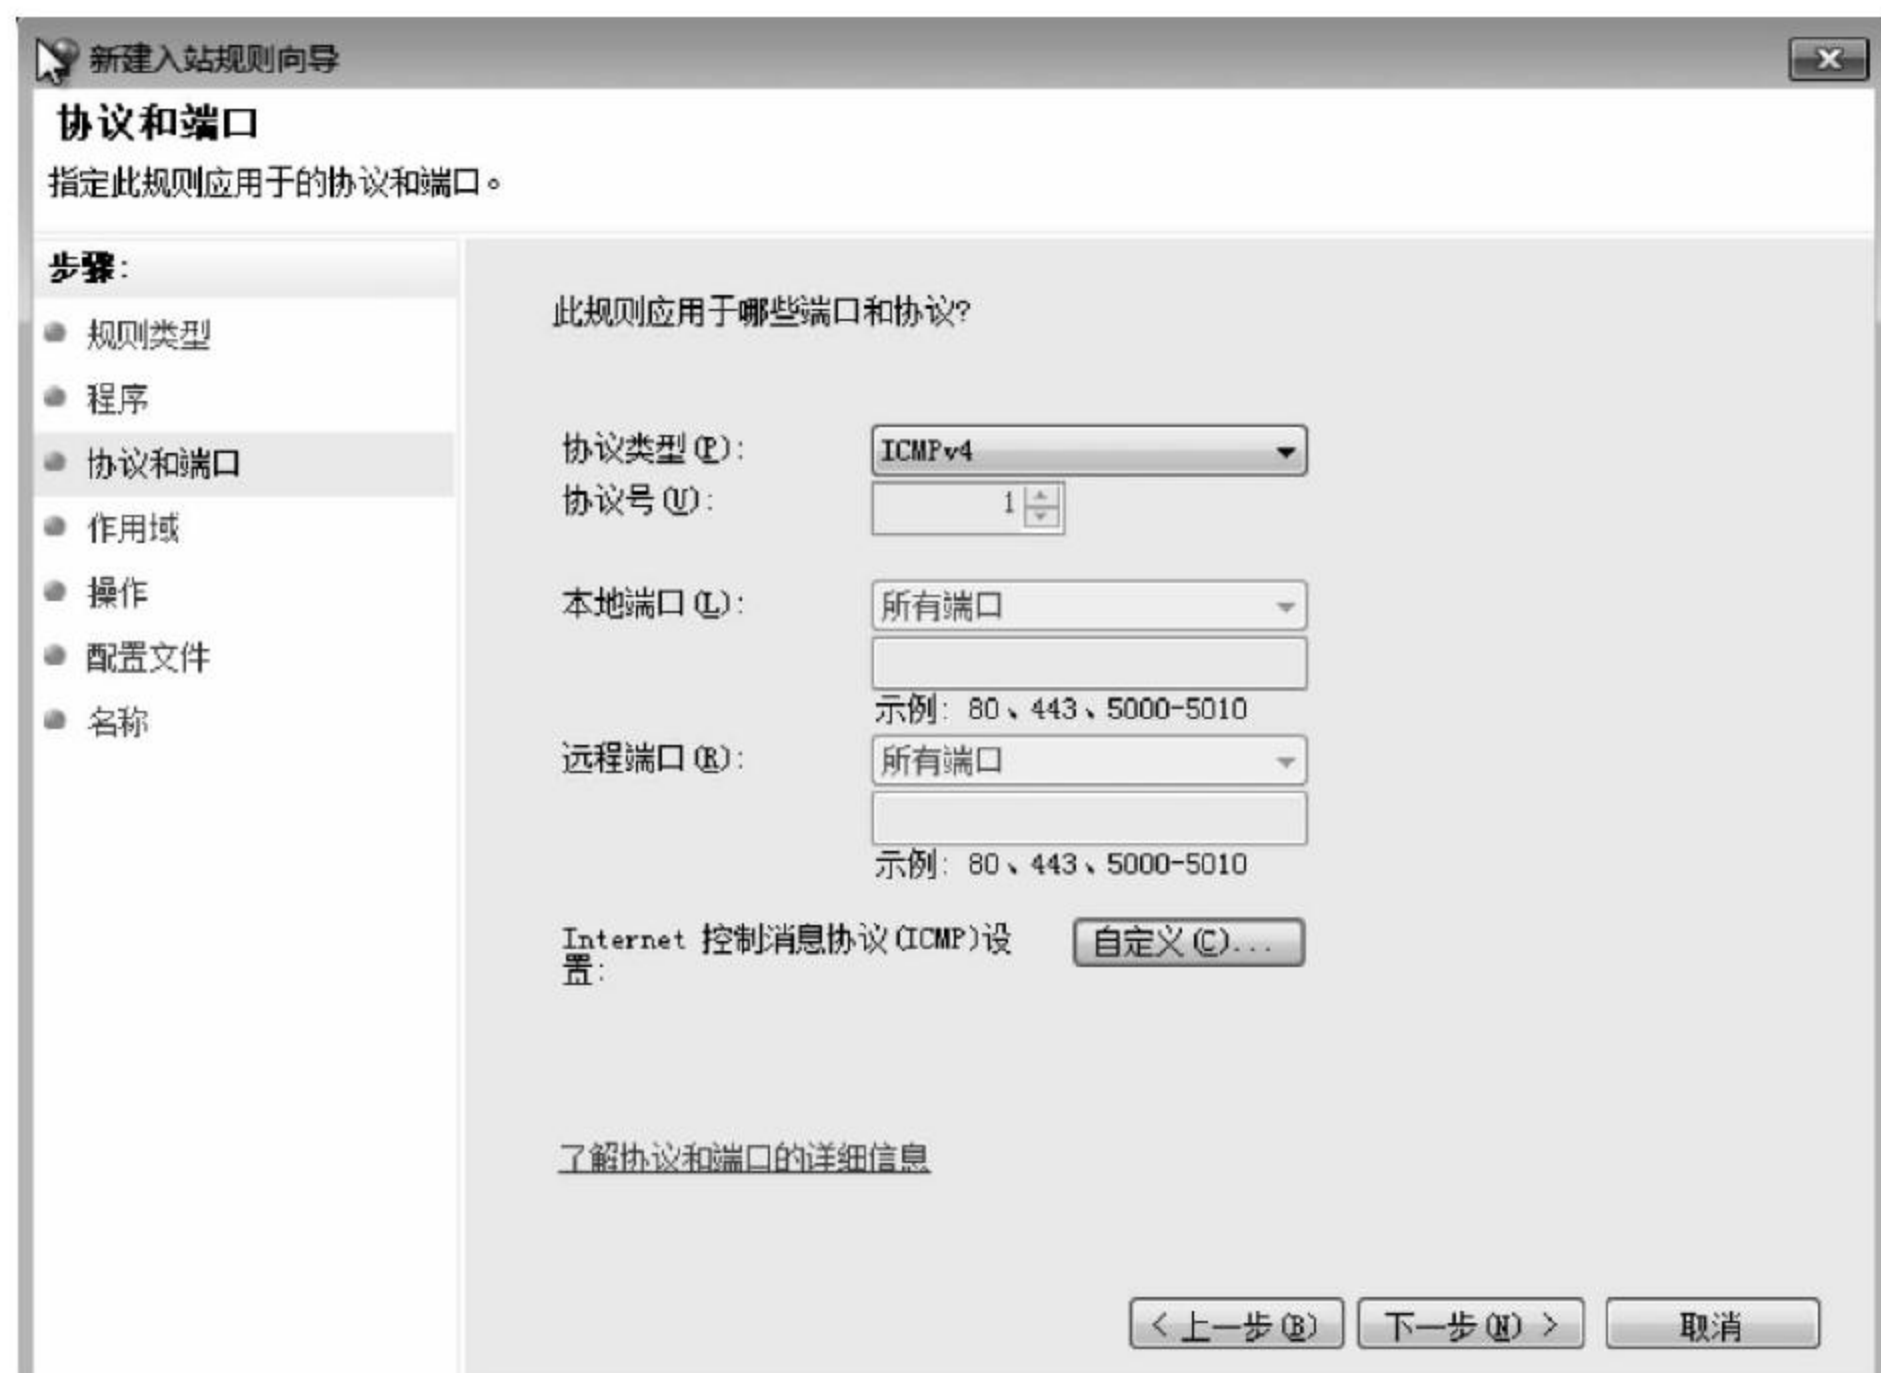 新建入站规则向导
协议和端口
指定此规则应用于的协议和端口。
步骤:
规则类型
程序
协议和端口
作用域
操作
配置文件
名称
此规则应用于哪些端口和协议?
协议类型(P): ICMPv4
协议号(U): 1
本地端口(L): 所有端口
示例: 80、443、5000-5010
远程端口(R): 所有端口
示例: 80、443、5000-5010
Internet 控制消息协议(ICMP)设
置:
自定义(C)...
了解协议和端口的详细信息
< 上一步(B) 下一步(N) > 取消